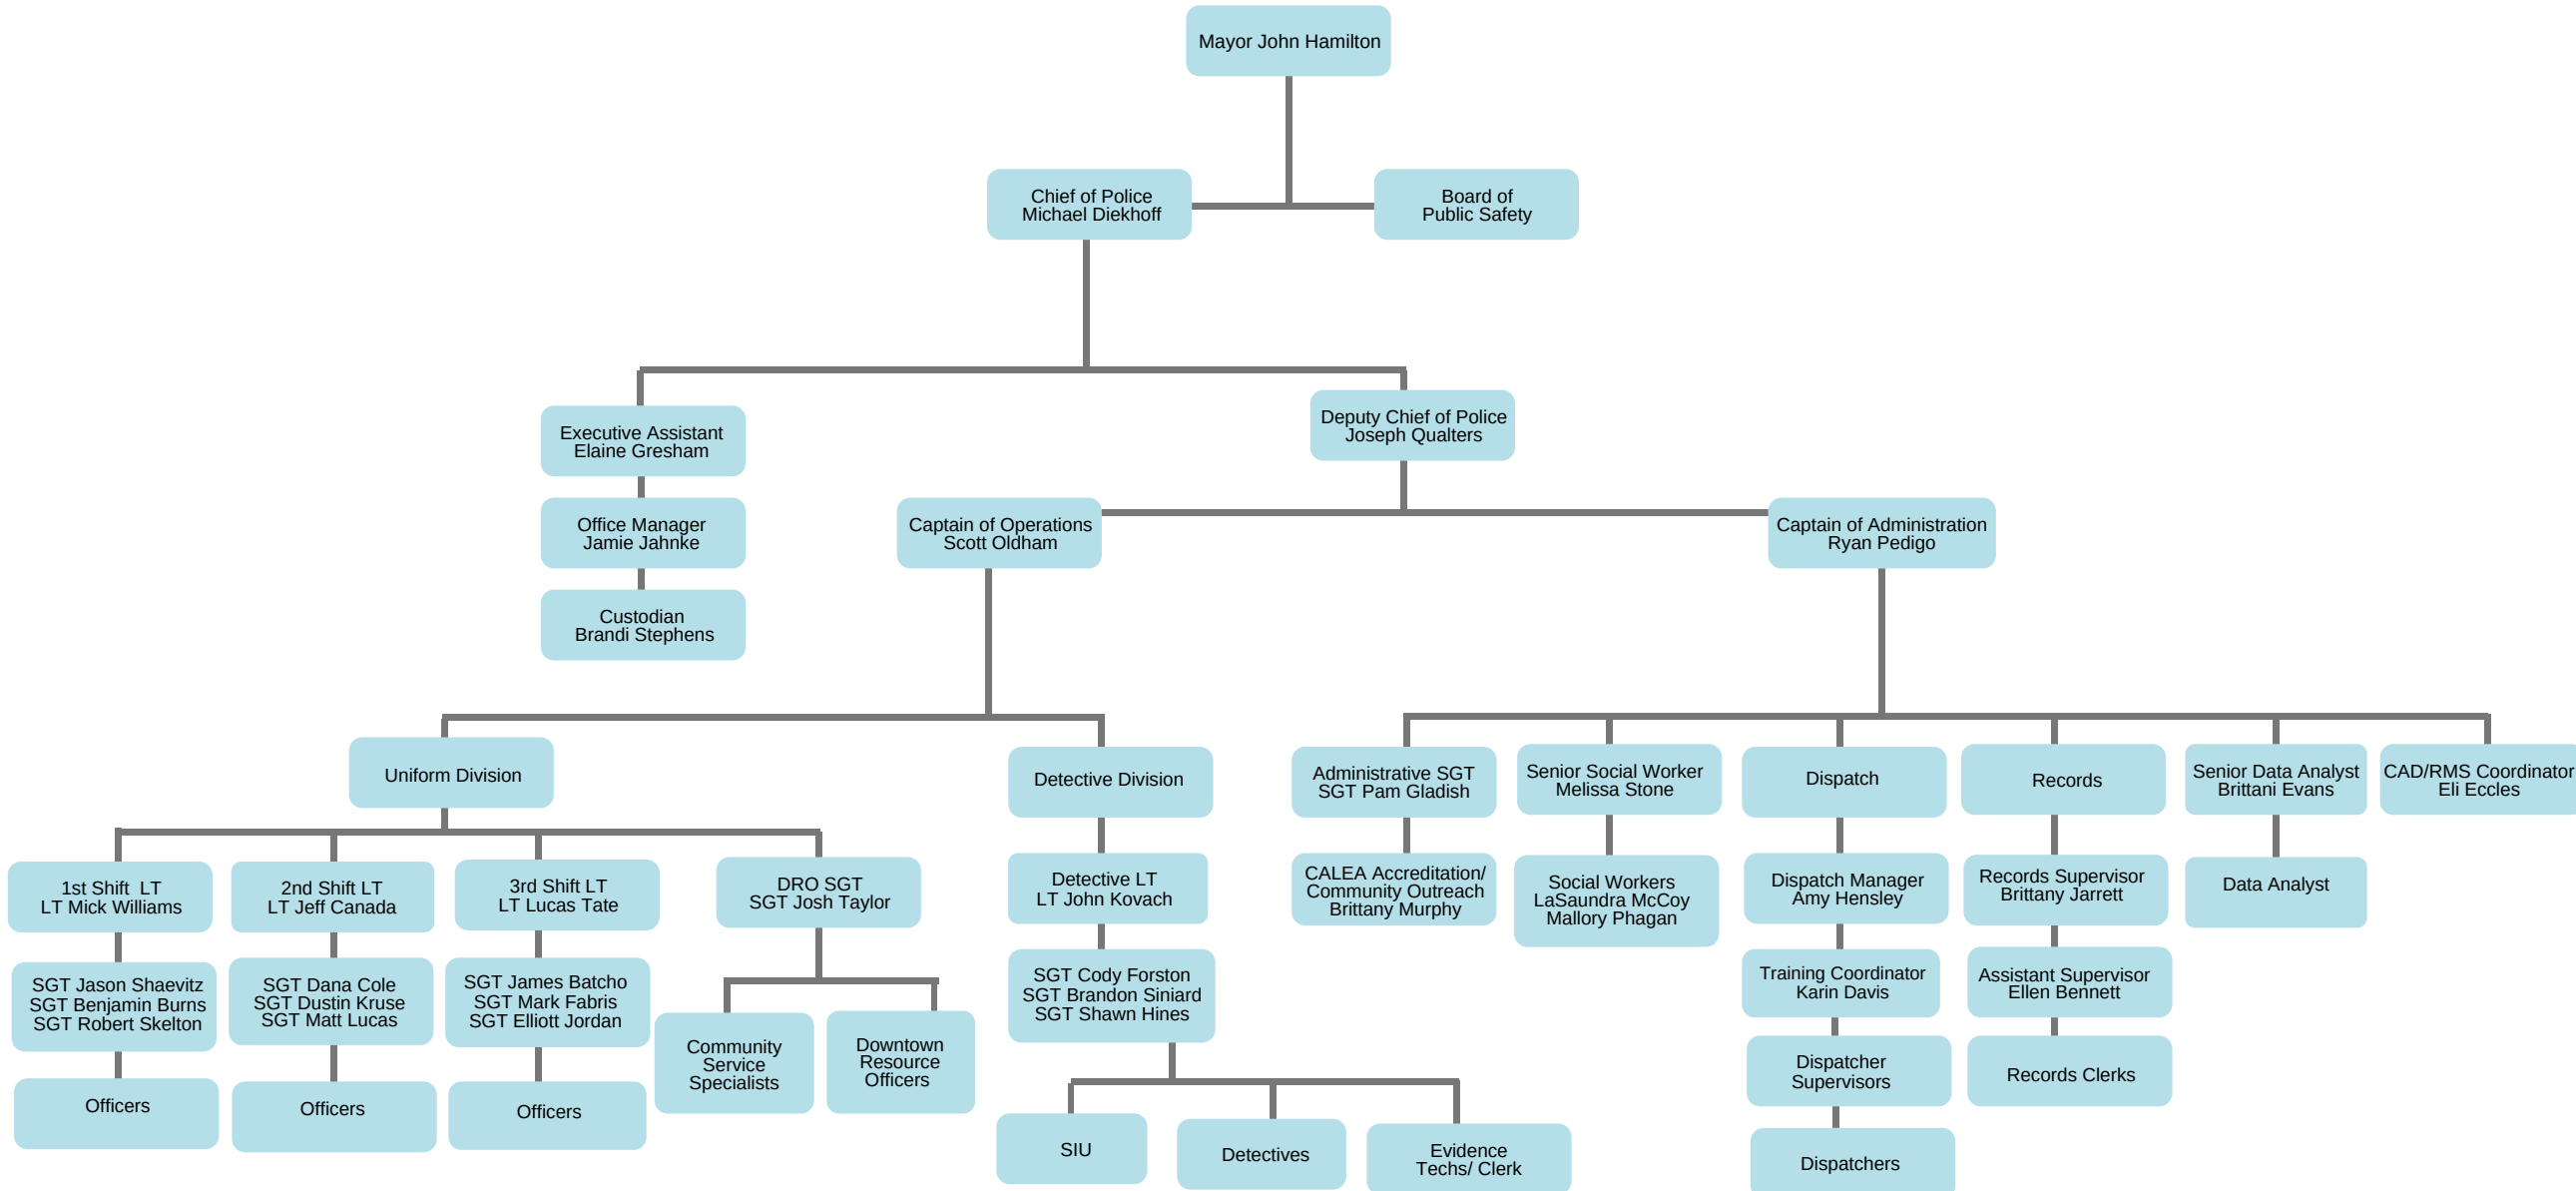 Mayor John Hamilton
Chief of Police
Michael Diekhoff
Board of
Public Safety
Executive Assistant
Elaine Gresham
Deputy Chief of Police
Joseph Qualters
Office Manager
Jamie Jahnke
Captain of Operations
Scott Oldham
Captain of Administration
Ryan Pedigo
Custodian
Brandi Stephens
Uniform Division
Detective Division
Administrative SGT
SGT Pam Gladish
Senior Social Worker
Melissa Stone
Dispatch
Records
Senior Data Analyst
Brittani Evans
CAD/RMS Coordinator
Eli Eccles
1st Shift  LT
LT Mick Williams
2nd Shift LT
LT Jeff Canada
3rd Shift LT
LT Lucas Tate
DRO SGT
SGT Josh Taylor
Detective LT
LT John Kovach
CALEA Accreditation/
Community Outreach
Brittany Murphy
Social Workers
LaSaundra McCoy
Mallory Phagan
Dispatch Manager
Amy Hensley
Records Supervisor
Brittany Jarrett
Data Analyst
SGT Jason Shaevitz
SGT Benjamin Burns
SGT Robert Skelton
SGT Dana Cole
SGT Dustin Kruse
SGT Matt Lucas
SGT James Batcho
SGT Mark Fabris
SGT Elliott Jordan
Community
Service
Specialists
Downtown
Resource
Officers
SGT Cody Forston
SGT Brandon Siniard
SGT Shawn Hines
Training Coordinator
Karin Davis
Assistant Supervisor
Ellen Bennett
Dispatcher
Supervisors
Records Clerks
Officers
Officers
Officers
SIU
Detectives
Evidence
Techs/ Clerk
Dispatchers